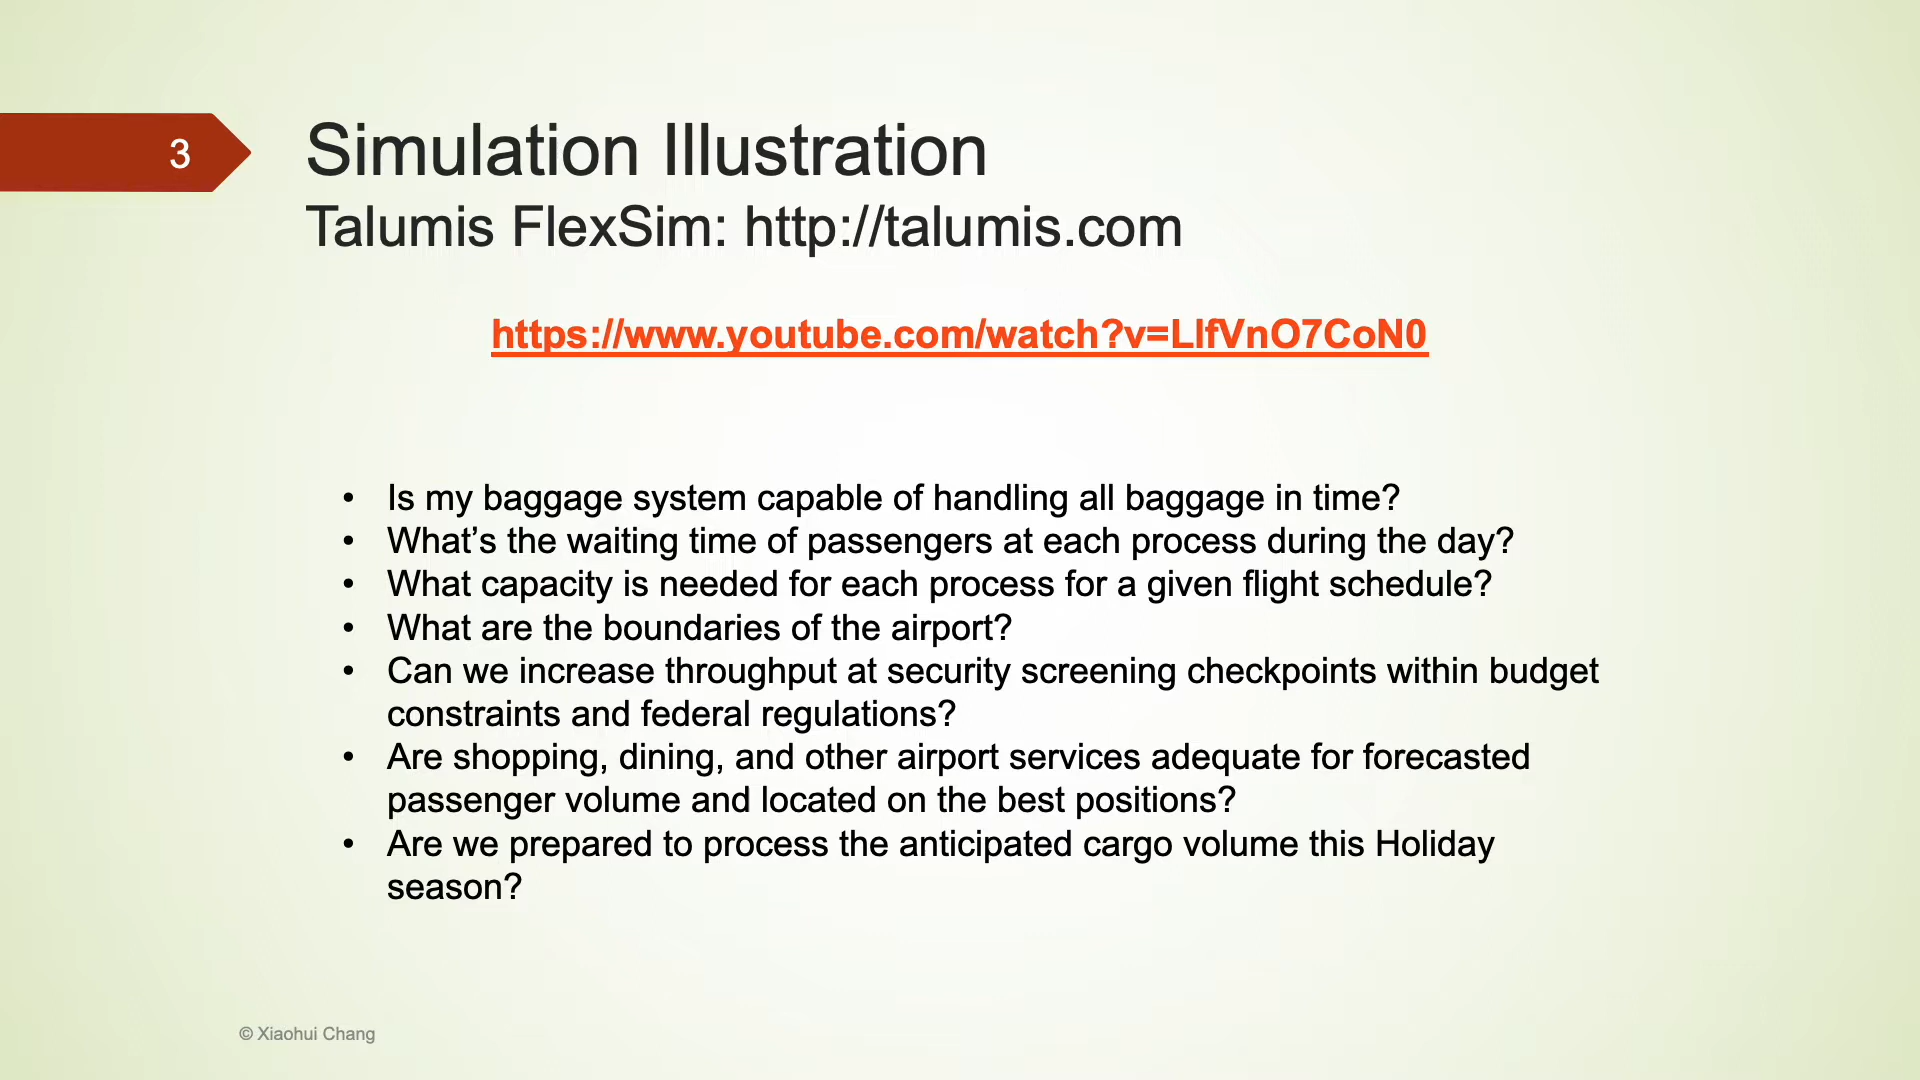 3
Simulation Illustration
Talumis FlexSim: http://talumis.com
https://www.youtube.com/watch?v=LlfVnO7CoN0
• Is my baggage system capable of handling all baggage in time?
• What’s the waiting time of passengers at each process during the day?
• What capacity is needed for each process for a given flight schedule?
• What are the boundaries of the airport?
• Can we increase throughput at security screening checkpoints within budget
constraints and federal regulations?
• Are shopping, dining, and other airport services adequate for forecasted
passenger volume and located on the best positions?
• Are we prepared to process the anticipated cargo volume this Holiday
season?
© Xiaohui Chang